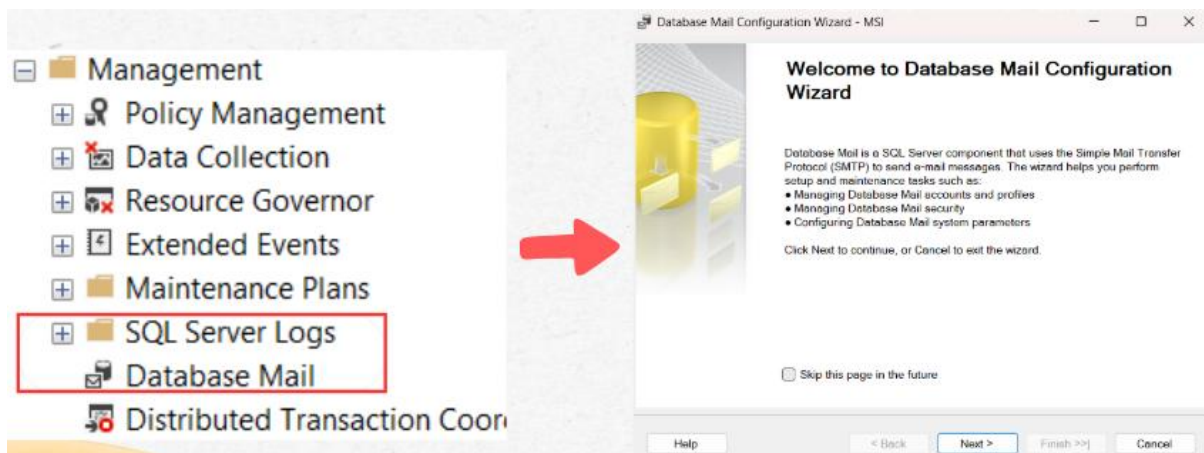 Management
Policy Management
Data Collection
Resource Governor
Extended Events
Maintenance Plans
SQL Server Logs
Database Mail
Distributed Transaction Coor
Database Mail Configuration Wizard - MSI
Welcome to Database Mail Configuration
Wizard
Database Mail is a SQL Server component that uses the Simple Mail Transfer
Protocol (SMTP) to send e-mail messages. The wizard helps you perform
setup and maintenance tasks such as:
● Managing Database Mail accounts and profiles
● Managing Database Mail security
● Configuring Database Mail system parameters
Click Next to continue, or Cancel to exit the wizard.
Skip this page in the future
Help
< Back
Next >
Finish >>|
Cancel